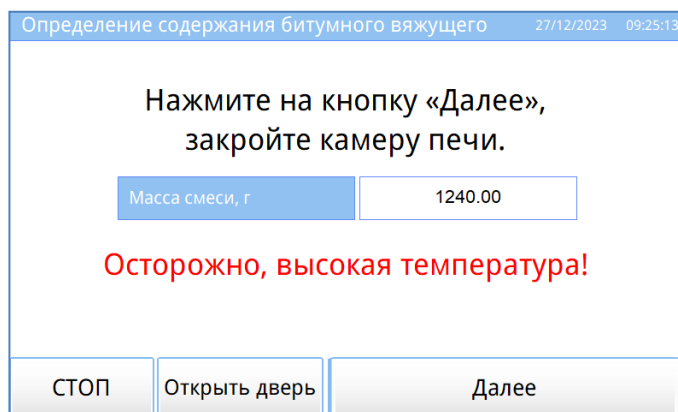 Определение содержания битумного вяжущего 27/12/2023 09:25:13
Нажмите на кнопку «Далее»,
закройте камеру печи.
Масса смеси, г 1240.00
Осторожно, высокая температура!
СТОП Открыть дверь Далее